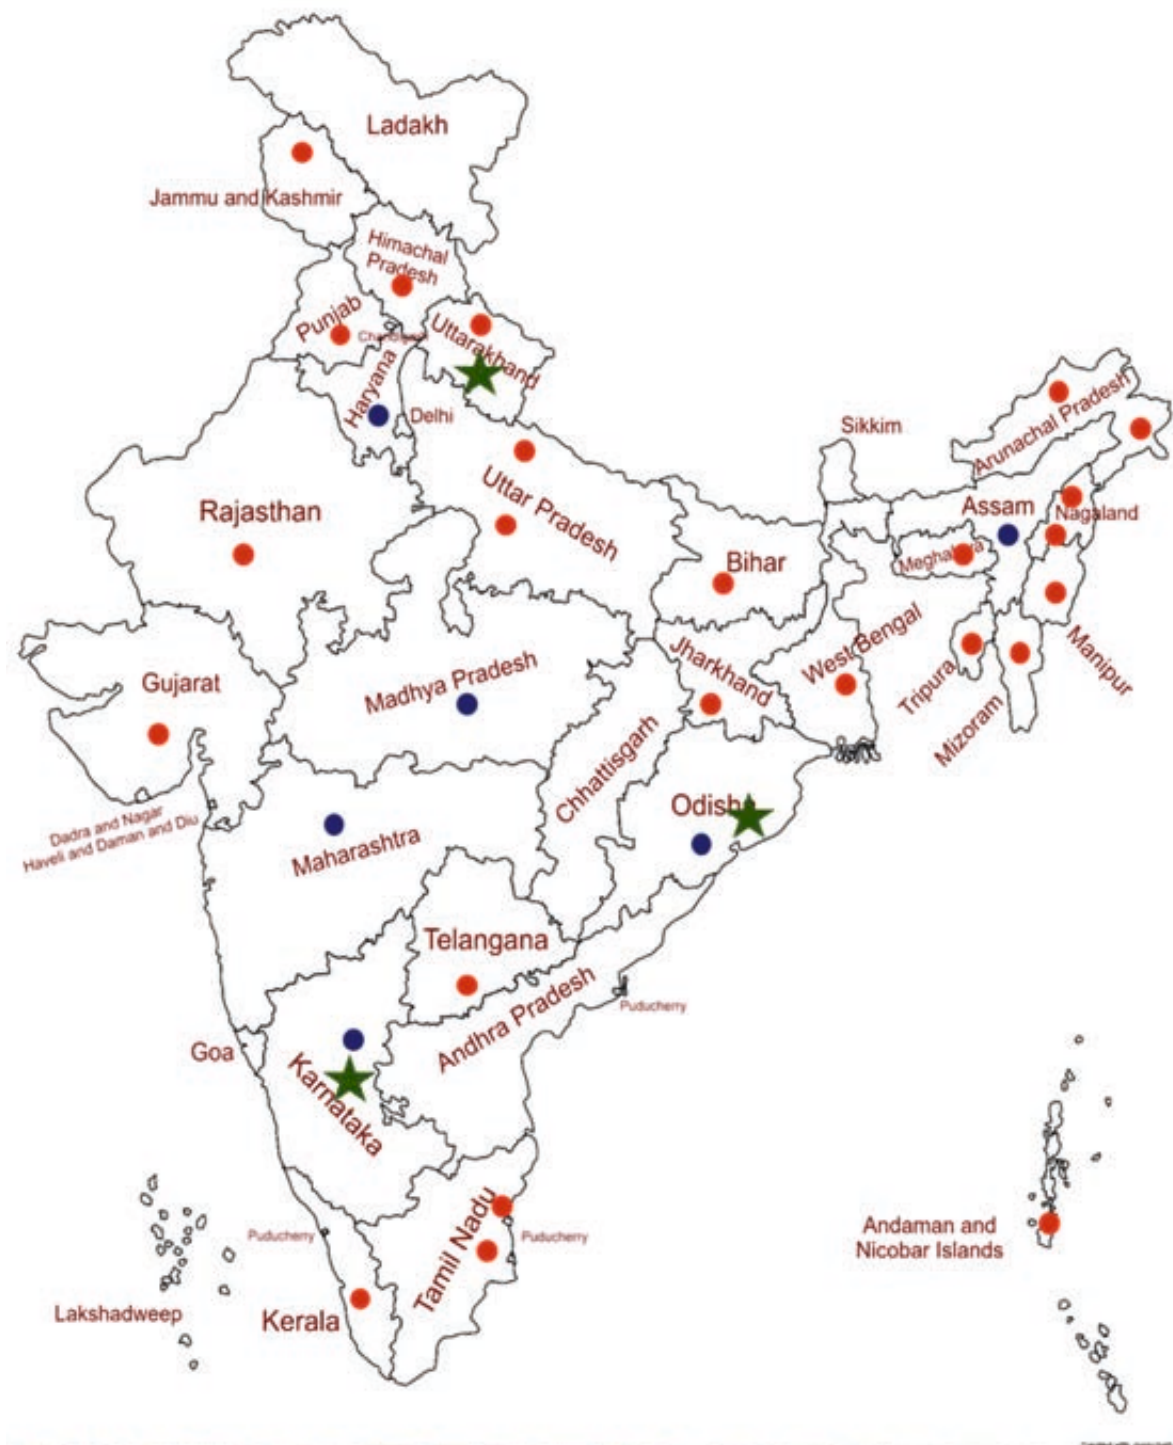 Ladakh
Jammu and Kashmir
Himachal
Pradesh
Punjab
Uttarakhand
Haryana
Delhi
Sikkim
Arunachal Pradesh
Rajasthan
Uttar Pradesh
Assam
Nagaland
Bihar
Meghalaya
Gujarat
Madhya Pradesh
Jharkhand
West Bengal
Tripura
Manipur
Mizoram
Chhattisgarh
Odisha
Dadra and Nagar
Haveli and Daman and Diu
Maharashtra
Telangana
Andhra Pradesh
Puducherry
Goa
Karnataka
Puducherry
Tamil Nadu
Puducherry
Andaman and
Nicobar Islands
Lakshadweep
Kerala